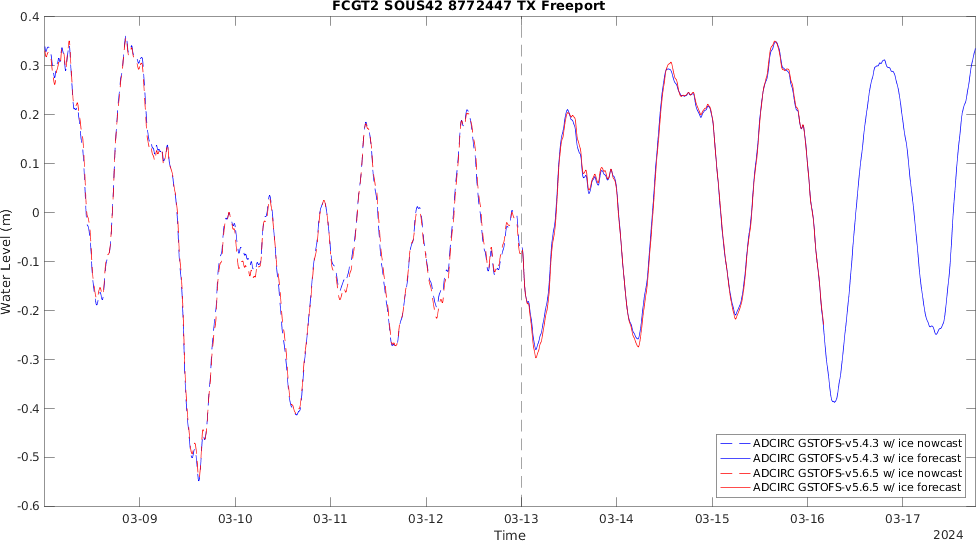 FCGT2 SOUS42 8772447 TX Freeport
0.4
0.3
0.2
0.1
0
-0.1
-0.2
-0.3
-0.4
-0.5
-0.6
Water Level (m)
ADCIRC GSTOFS-v5.4.3 w/ ice nowcast
ADCIRC GSTOFS-v5.4.3 w/ ice forecast
ADCIRC GSTOFS-v5.6.5 w/ ice nowcast
ADCIRC GSTOFS-v5.6.5 w/ ice forecast
03-09 03-10 03-11 03-12 03-13 03-14 03-15 03-16 03-17
Time
2024